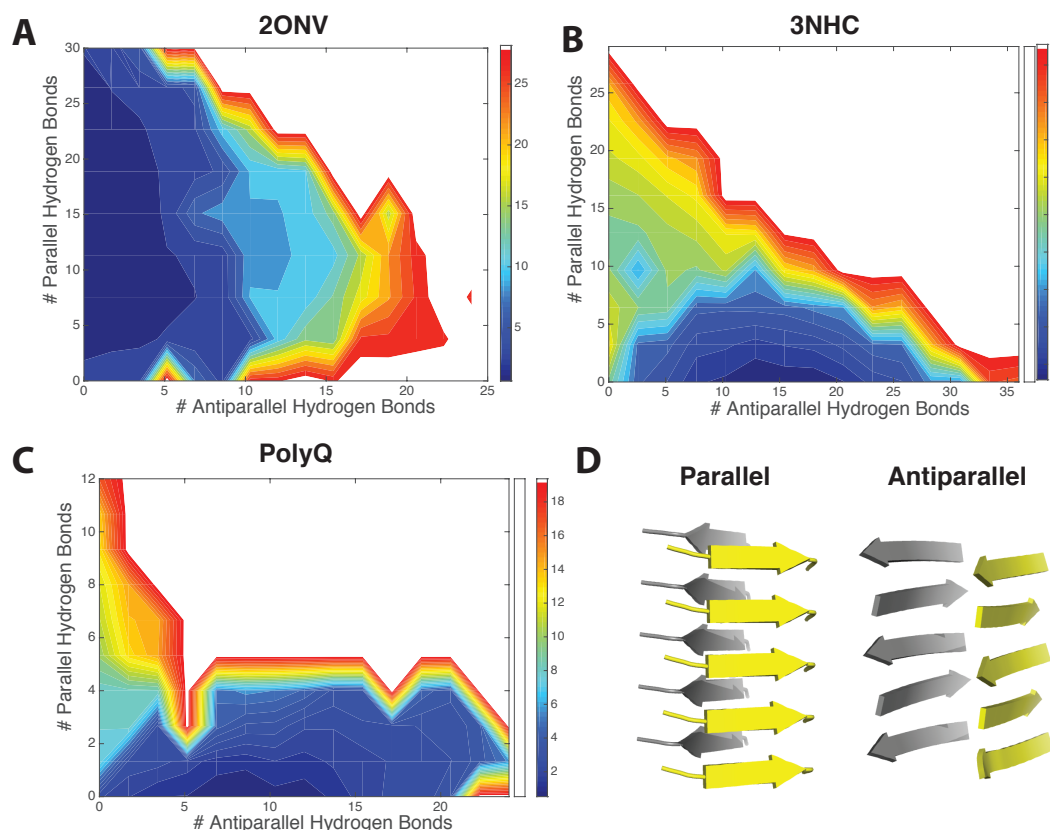 A
2ONV
30
25
20
15
10
5
0
# Parallel Hydrogen Bonds
0 5 10 15 20 25
# Antiparallel Hydrogen Bonds
25
20
15
10
5
B
3NHC
25
20
15
10
5
0
# Parallel Hydrogen Bonds
0 5 10 15 20 25 30 35
# Antiparallel Hydrogen Bonds
C
PolyQ
12
10
8
6
4
2
0
# Parallel Hydrogen Bonds
0 5 10 15 20
# Antiparallel Hydrogen Bonds
18
16
14
12
10
8
6
4
2
D
Parallel Antiparallel